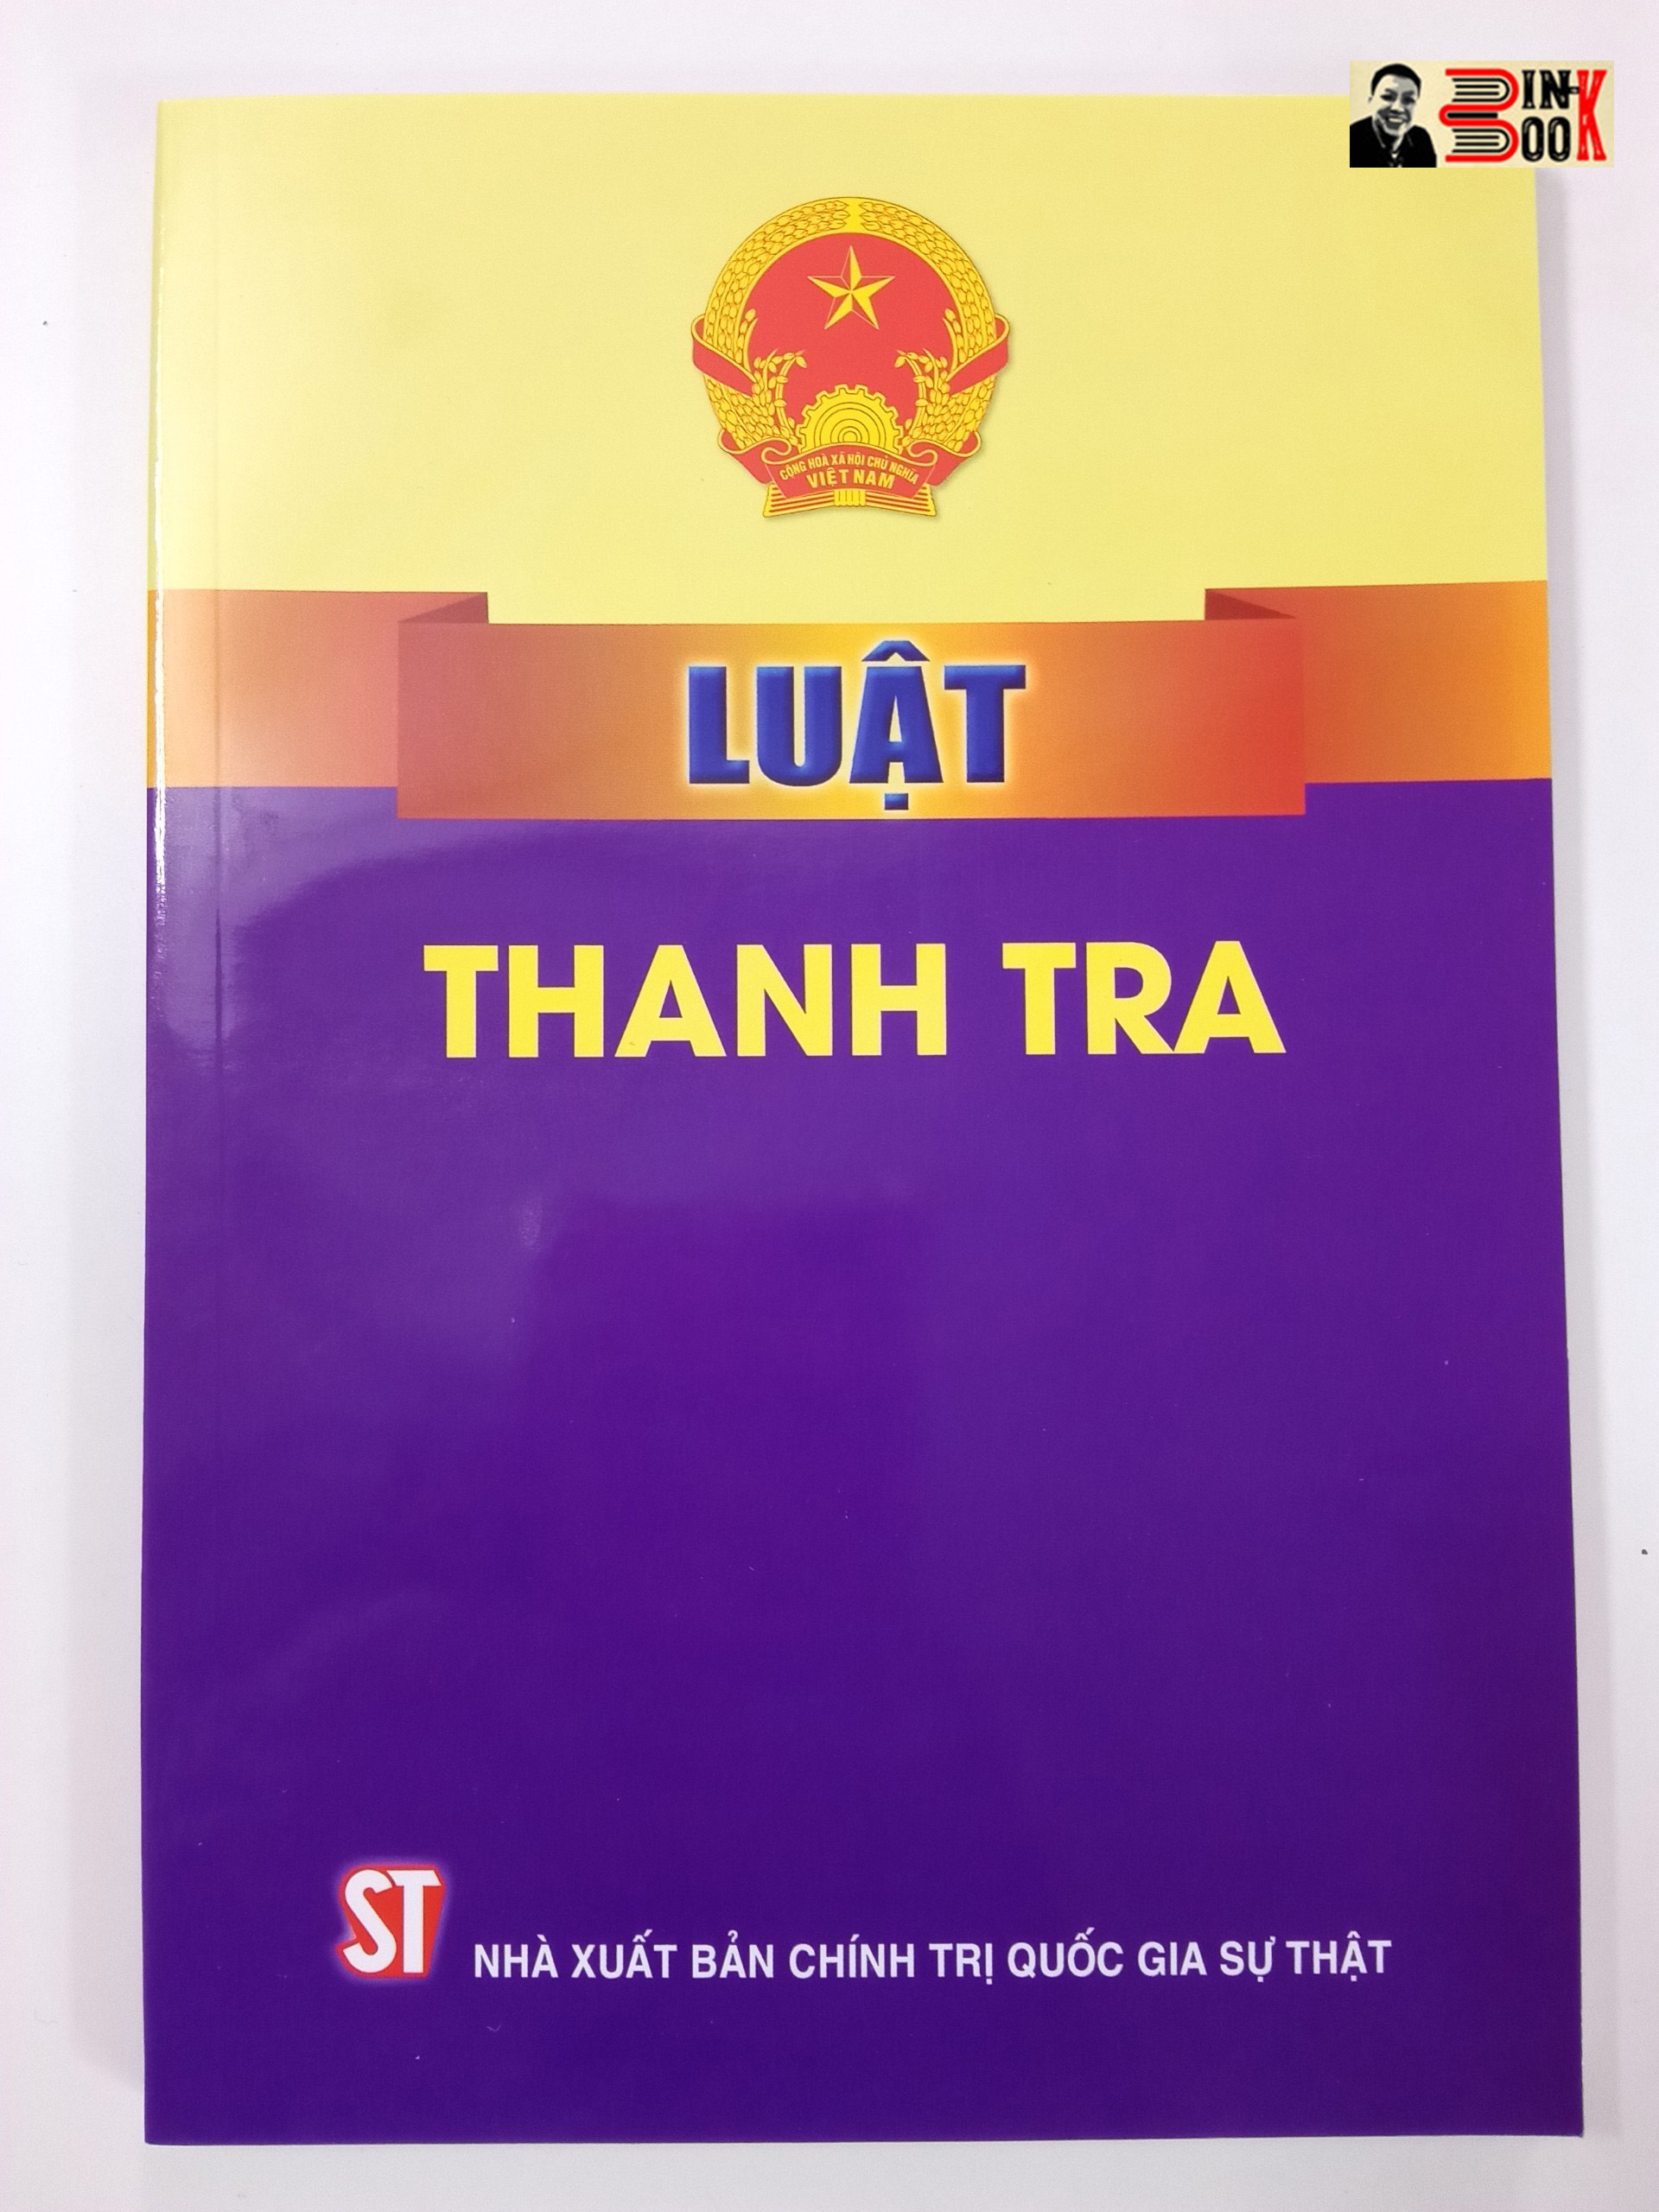 BIN-
BOOK
CỘNG HOÀ XÃ HỘI CHỦ NGHĨA
VIỆT NAM
LUẬT
THANH TRA
ST
NHÀ XUẤT BẢN CHÍNH TRỊ QUỐC GIA SỰ THẬT